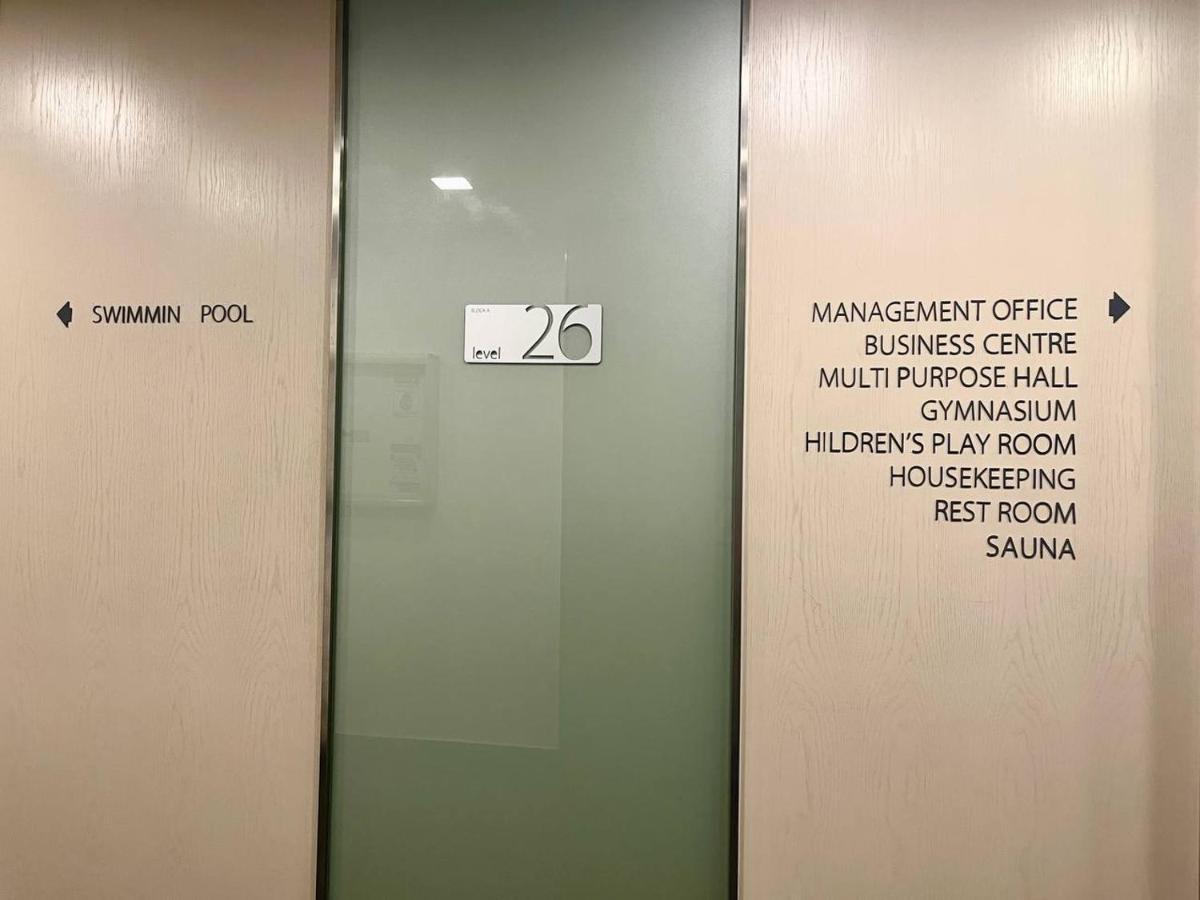 SWIMMIN POOL
BLOCK A
level 26
MANAGEMENT OFFICE
BUSINESS CENTRE
MULTI PURPOSE HALL
GYMNASIUM
HILDREN'S PLAY ROOM
HOUSEKEEPING
REST ROOM
SAUNA